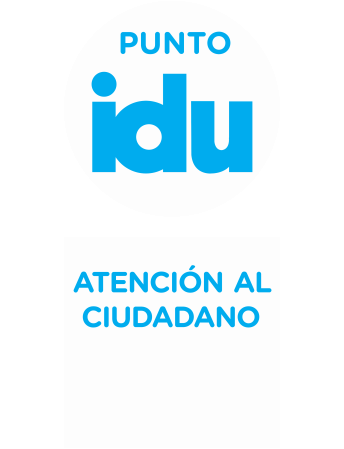 PUNTO
idu
ATENCIÓN AL
CIUDADANO